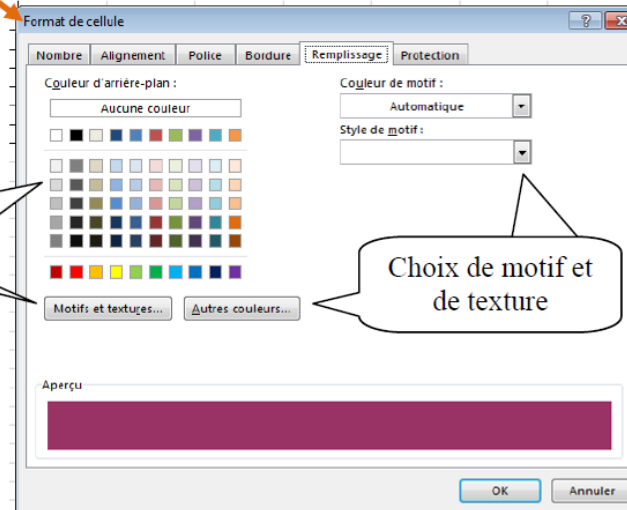 Format de cellule
Nombre Alignement Police Bordure Remplissage Protection
Couleur d'arrière-plan :
Aucune couleur
Couleur de motif :
Automatique
Style de motif :
Motifs et textures...
Autres couleurs...
Choix de motif et
de texture
Aperçu
OK Annuler